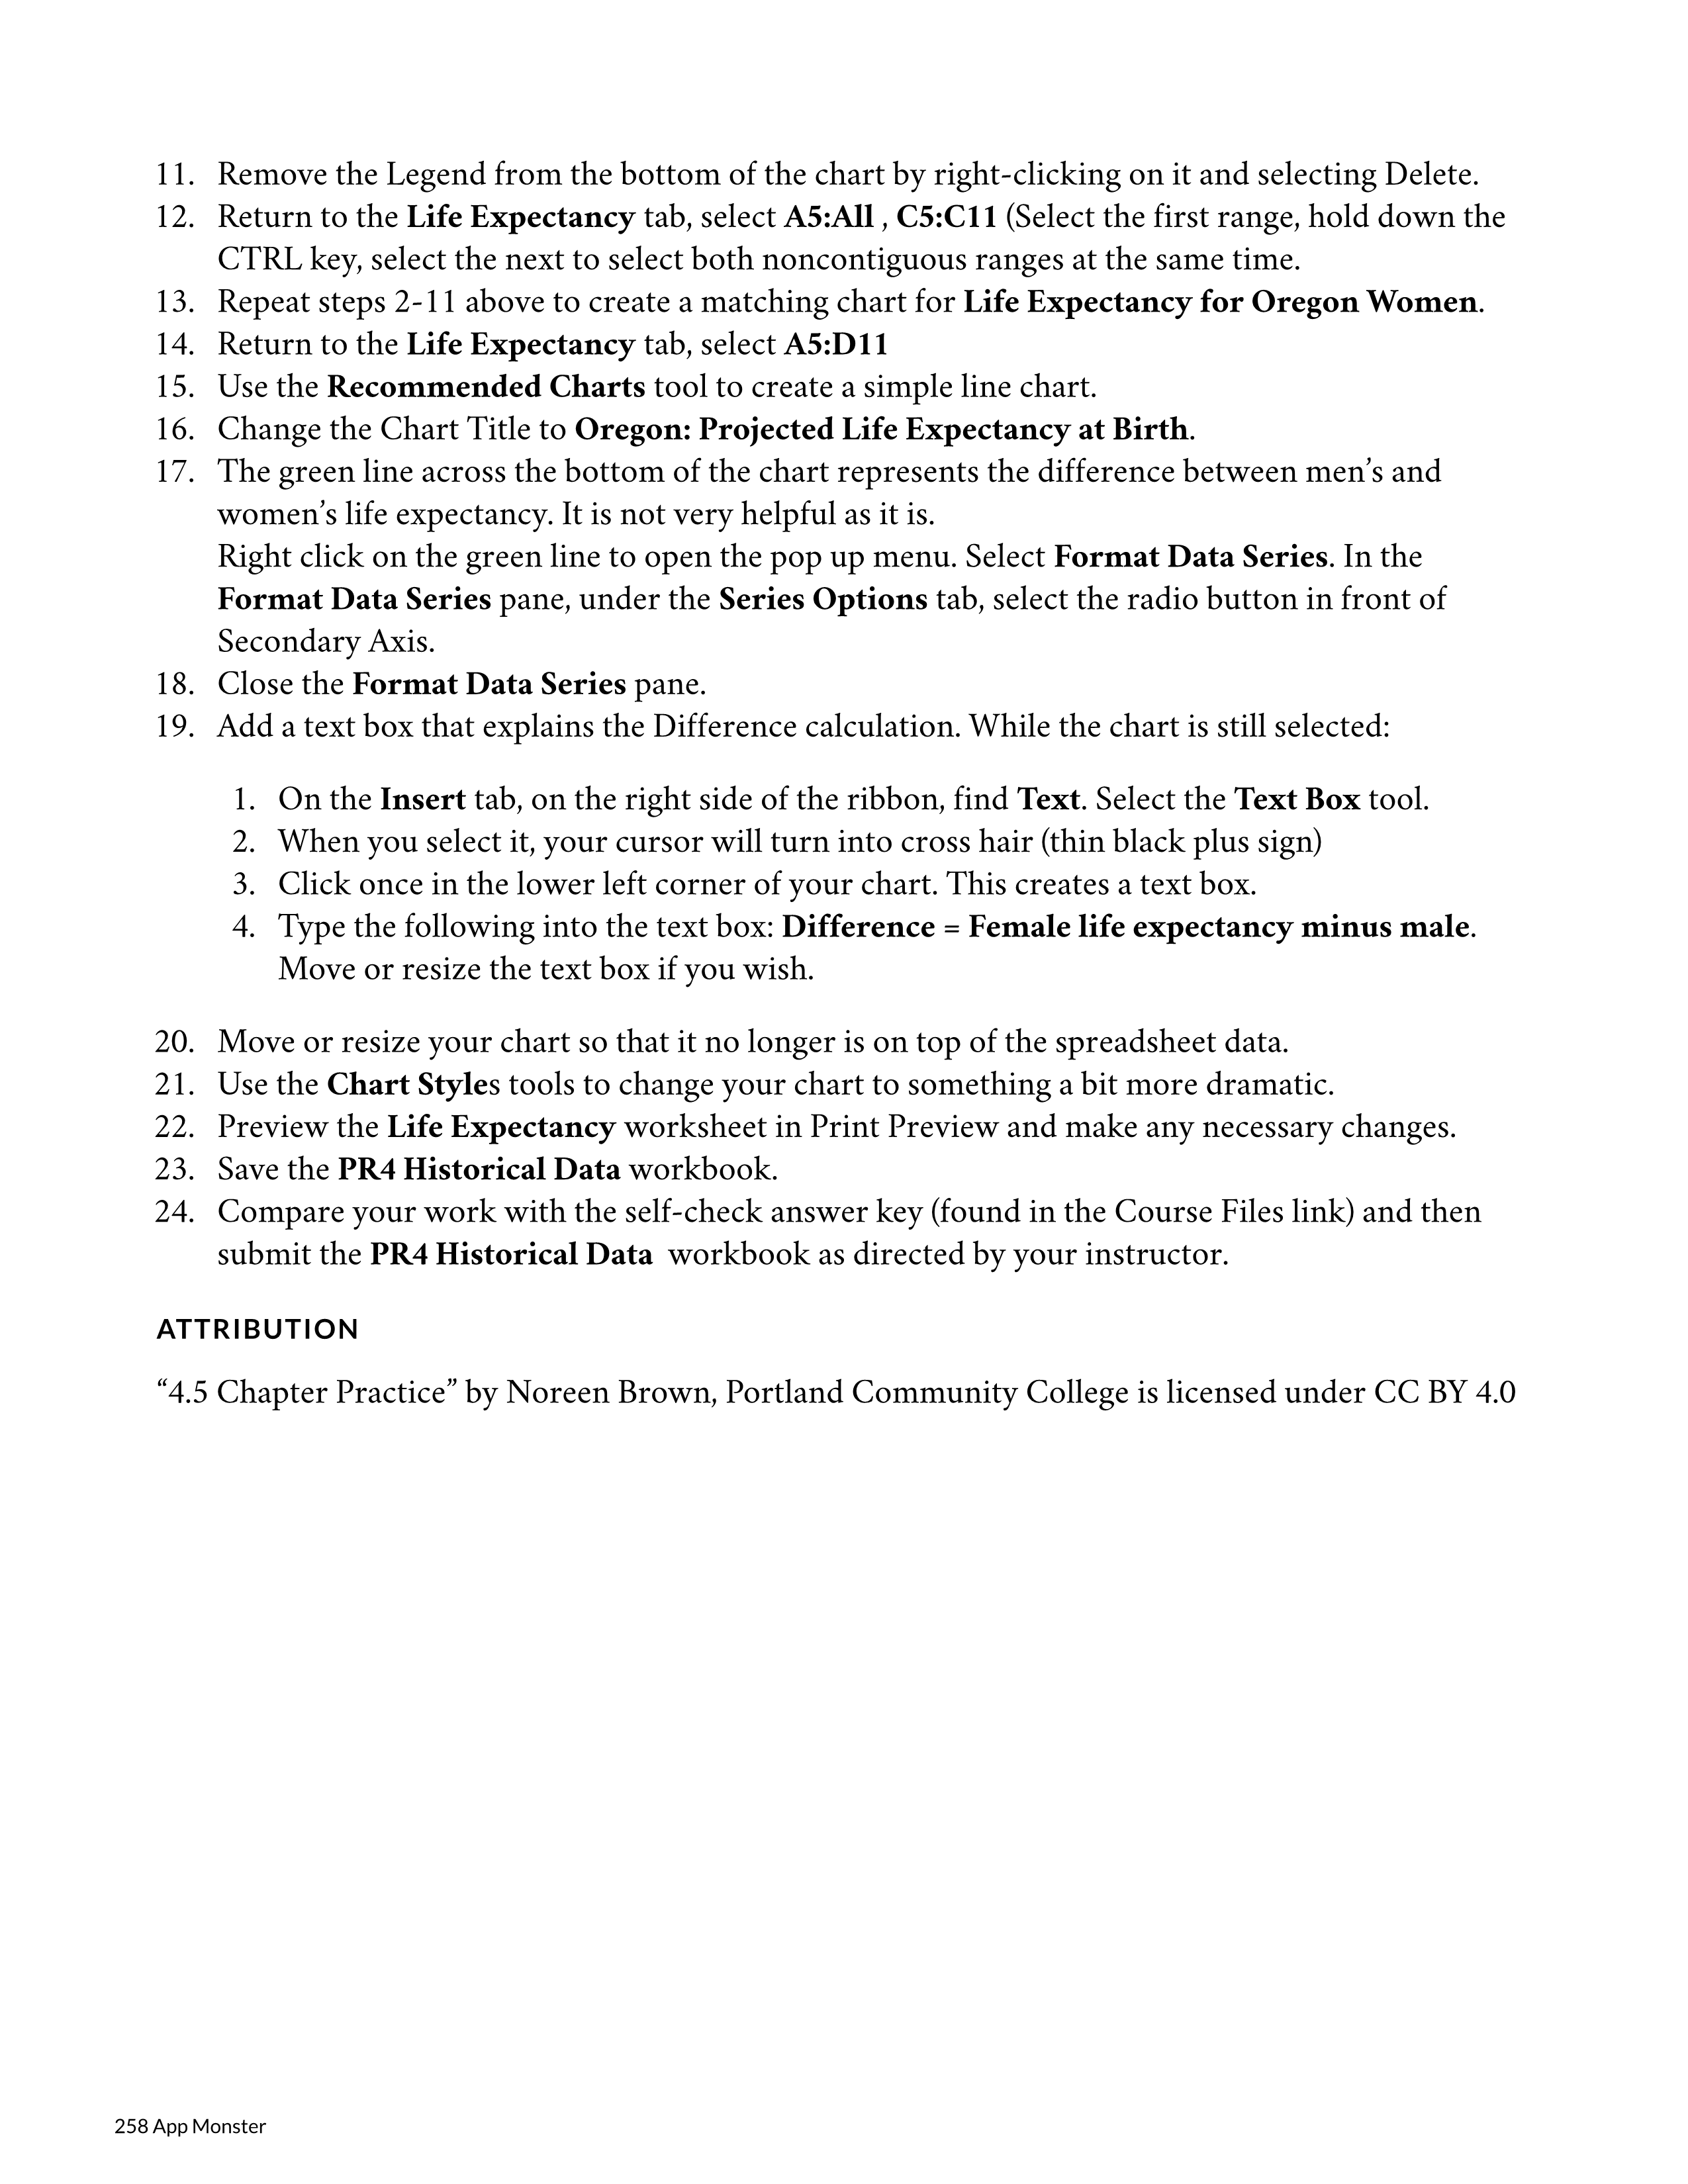 11. Remove the Legend from the bottom of the chart by right-clicking on it and selecting Delete.
12. Return to the Life Expectancy tab, select A5:All , C5:C11 (Select the first range, hold down the
CTRL key, select the next to select both noncontiguous ranges at the same time.
13. Repeat steps 2-11 above to create a matching chart for Life Expectancy for Oregon Women.
14. Return to the Life Expectancy tab, select A5:D11
15. Use the Recommended Charts tool to create a simple line chart.
16. Change the Chart Title to Oregon: Projected Life Expectancy at Birth.
17. The green line across the bottom of the chart represents the difference between men’s and
women’s life expectancy. It is not very helpful as it is.
Right click on the green line to open the pop up menu. Select Format Data Series. In the
Format Data Series pane, under the Series Options tab, select the radio button in front of
Secondary Axis.
18. Close the Format Data Series pane.
19. Add a text box that explains the Difference calculation. While the chart is still selected:
1. On the Insert tab, on the right side of the ribbon, find Text. Select the Text Box tool.
2. When you select it, your cursor will turn into cross hair (thin black plus sign)
3. Click once in the lower left corner of your chart. This creates a text box.
4. Type the following into the text box: Difference = Female life expectancy minus male.
Move or resize the text box if you wish.
20. Move or resize your chart so that it no longer is on top of the spreadsheet data.
21. Use the Chart Styles tools to change your chart to something a bit more dramatic.
22. Preview the Life Expectancy worksheet in Print Preview and make any necessary changes.
23. Save the PR4 Historical Data workbook.
24. Compare your work with the self-check answer key (found in the Course Files link) and then
submit the PR4 Historical Data workbook as directed by your instructor.
ATTRIBUTION
“4.5 Chapter Practice” by Noreen Brown, Portland Community College is licensed under CC BY 4.0
258 App Monster